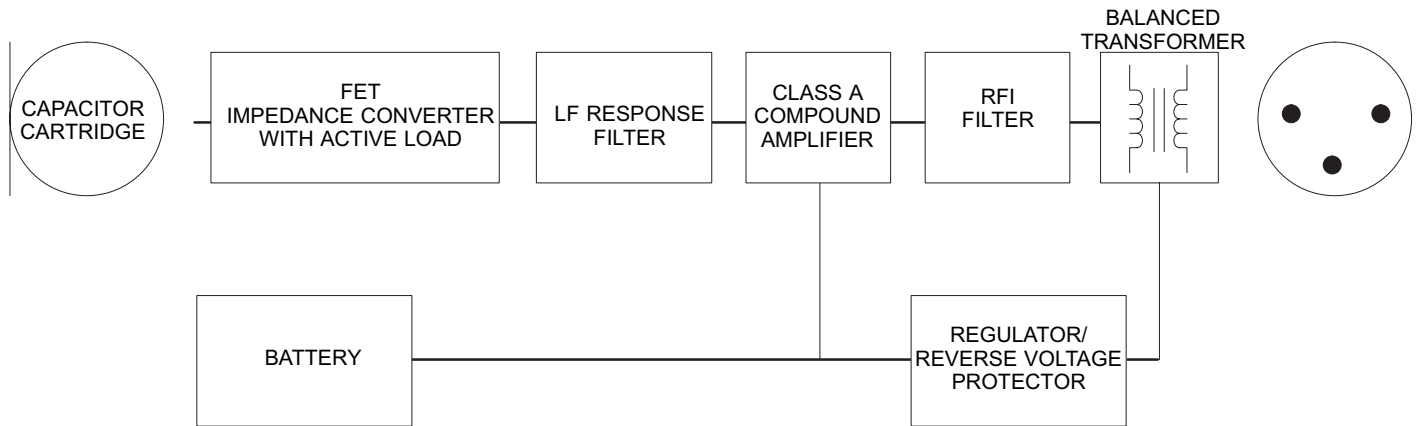 BALANCED
TRANSFORMER
CAPACITOR
CARTRIDGE
FET
IMPEDANCE CONVERTER
WITH ACTIVE LOAD
LF RESPONSE
FILTER
CLASS A
COMPOUND
AMPLIFIER
RFI
FILTER
BATTERY
REGULATOR/
REVERSE VOLTAGE
PROTECTOR